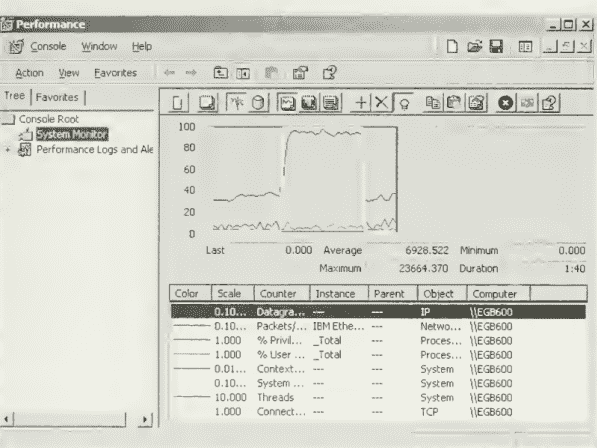 Performance
Console Window Help
Action View Favorites
Tree Favorites
Console Root
System Monitor
Performance Logs and Ale
100
80
60
40
20
0
Last 0.000 Average 6928.522 Minimum 0.000
Maximum 23664.370 Duration 1:40
Color Scale Counter Instance Parent Object Computer
0.10... Datagra... --- --- IP \\EGB600
0.10... Packets/... IBM Ethe... --- Netwo... \\EGB600
1.000 % Privil... _Total --- Proces... \\EGB600
1.000 % User ... _Total --- Proces... \\EGB600
0.01... Context... --- --- System \\EGB600
0.10... System ... --- --- System \\EGB600
10.000 Threads --- --- System \\EGB600
1.000 Connect... --- --- TCP \\EGB600